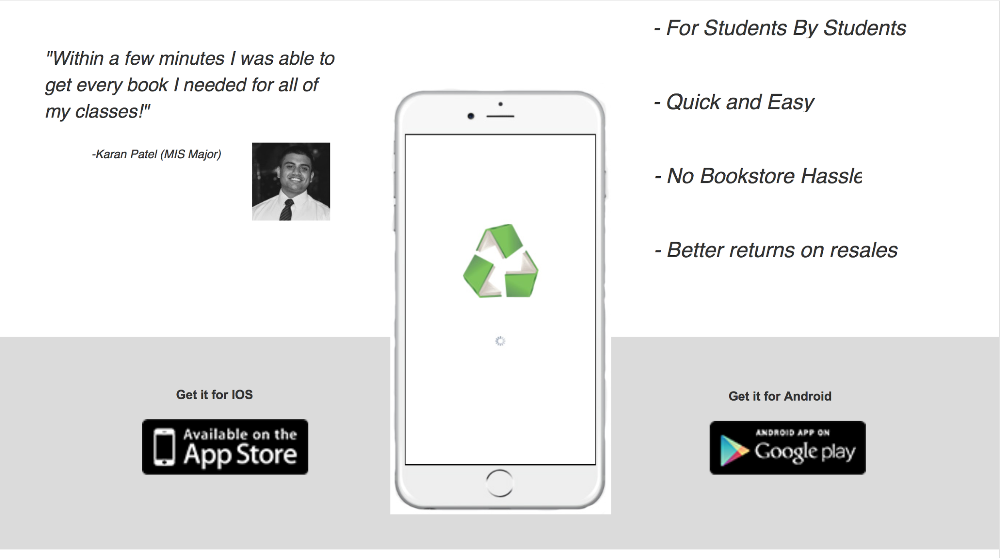 "Within a few minutes I was able to
get every book I needed for all of
my classes!"
-Karan Patel (MIS Major)
- For Students By Students
- Quick and Easy
- No Bookstore Hassle
- Better returns on resales
Get it for IOS
Available on the
App Store
Get it for Android
ANDROID APP ON
Google play